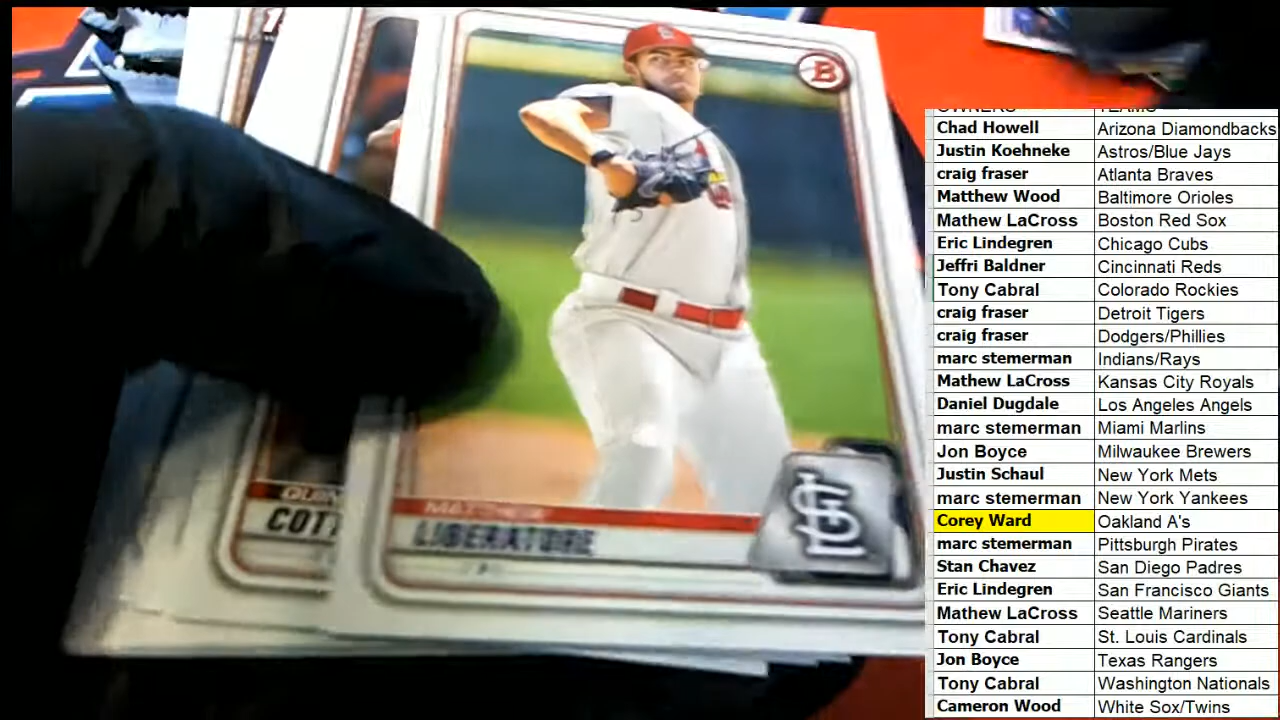 B
MATTHEW
LIBERATORE
QUIN
COTT
OWNERS TEAMS
Chad Howell Arizona Diamondbacks
Justin Koehneke Astros/Blue Jays
craig fraser Atlanta Braves
Matthew Wood Baltimore Orioles
Mathew LaCross Boston Red Sox
Eric Lindegren Chicago Cubs
Jeffri Baldner Cincinnati Reds
Tony Cabral Colorado Rockies
craig fraser Detroit Tigers
craig fraser Dodgers/Phillies
marc stemerman Indians/Rays
Mathew LaCross Kansas City Royals
Daniel Dugdale Los Angeles Angels
marc stemerman Miami Marlins
Jon Boyce Milwaukee Brewers
Justin Schaul New York Mets
marc stemerman New York Yankees
Corey Ward Oakland A's
marc stemerman Pittsburgh Pirates
Stan Chavez San Diego Padres
Eric Lindegren San Francisco Giants
Mathew LaCross Seattle Mariners
Tony Cabral St. Louis Cardinals
Jon Boyce Texas Rangers
Tony Cabral Washington Nationals
Cameron Wood White Sox/Twins